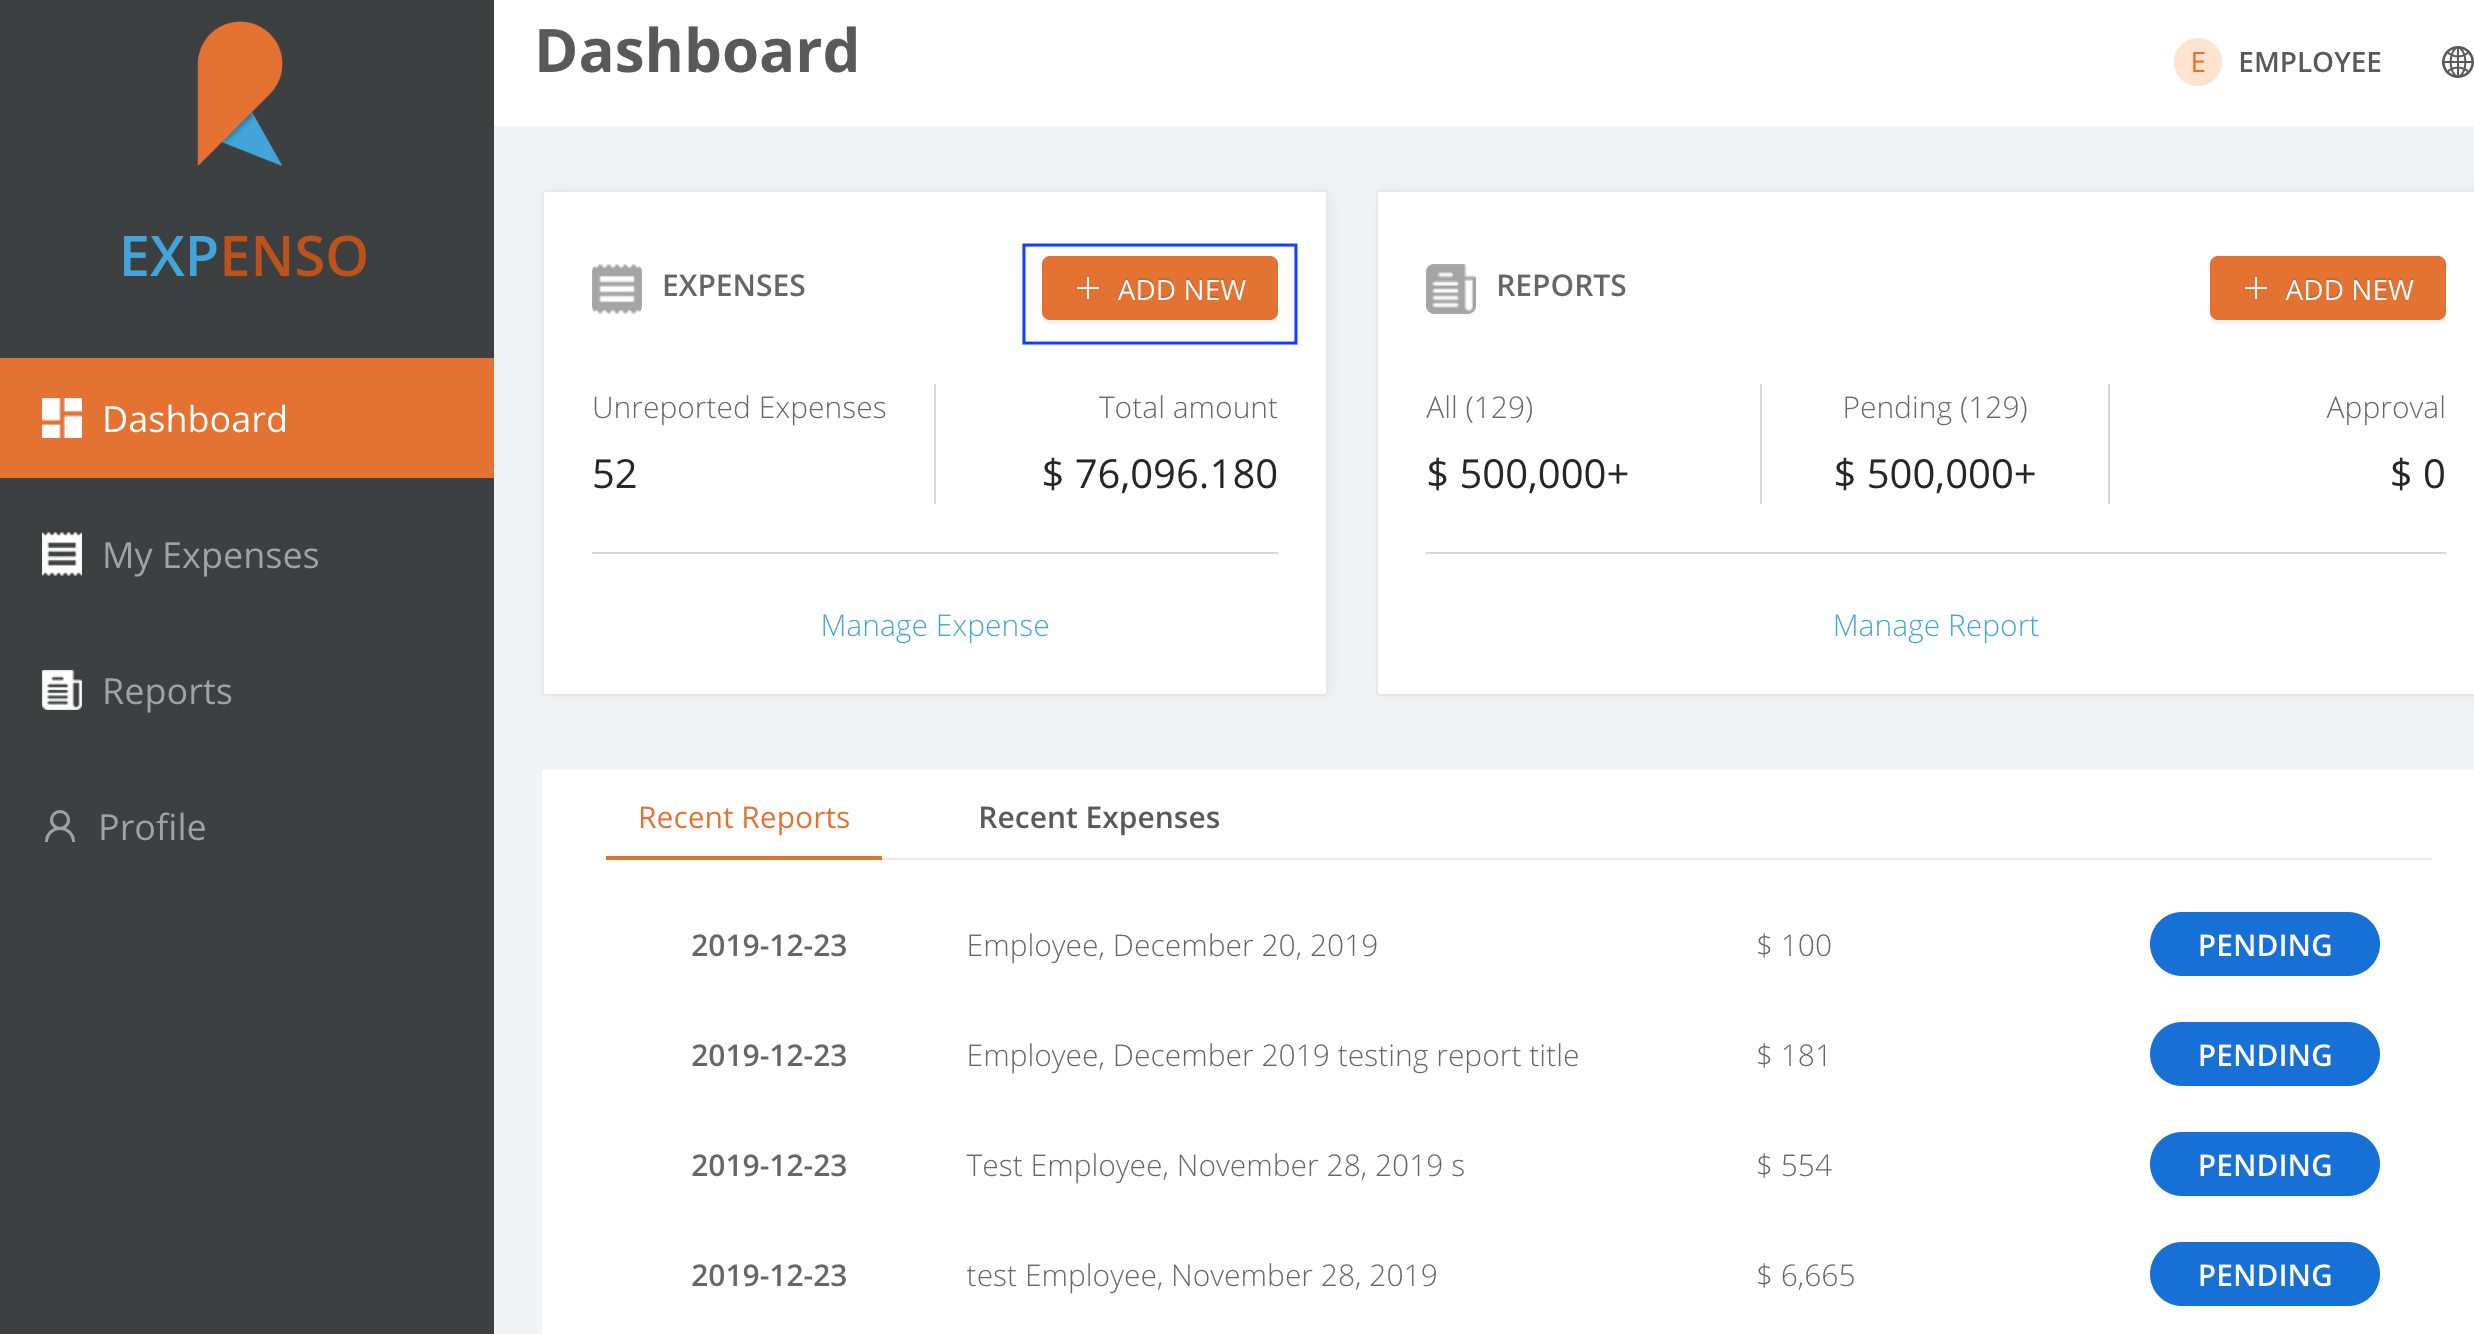 EXPENSO
Dashboard
My Expenses
Reports
Profile
Dashboard
E EMPLOYEE
EXPENSES
+ ADD NEW
Unreported Expenses
52
Total amount
$ 76,096.180
Manage Expense
REPORTS
+ ADD NEW
All (129)
$ 500,000+
Pending (129)
$ 500,000+
Approval
$ 0
Manage Report
Recent Reports Recent Expenses
2019-12-23 Employee, December 20, 2019 $ 100 PENDING
2019-12-23 Employee, December 2019 testing report title $ 181 PENDING
2019-12-23 Test Employee, November 28, 2019 s $ 554 PENDING
2019-12-23 test Employee, November 28, 2019 $ 6,665 PENDING